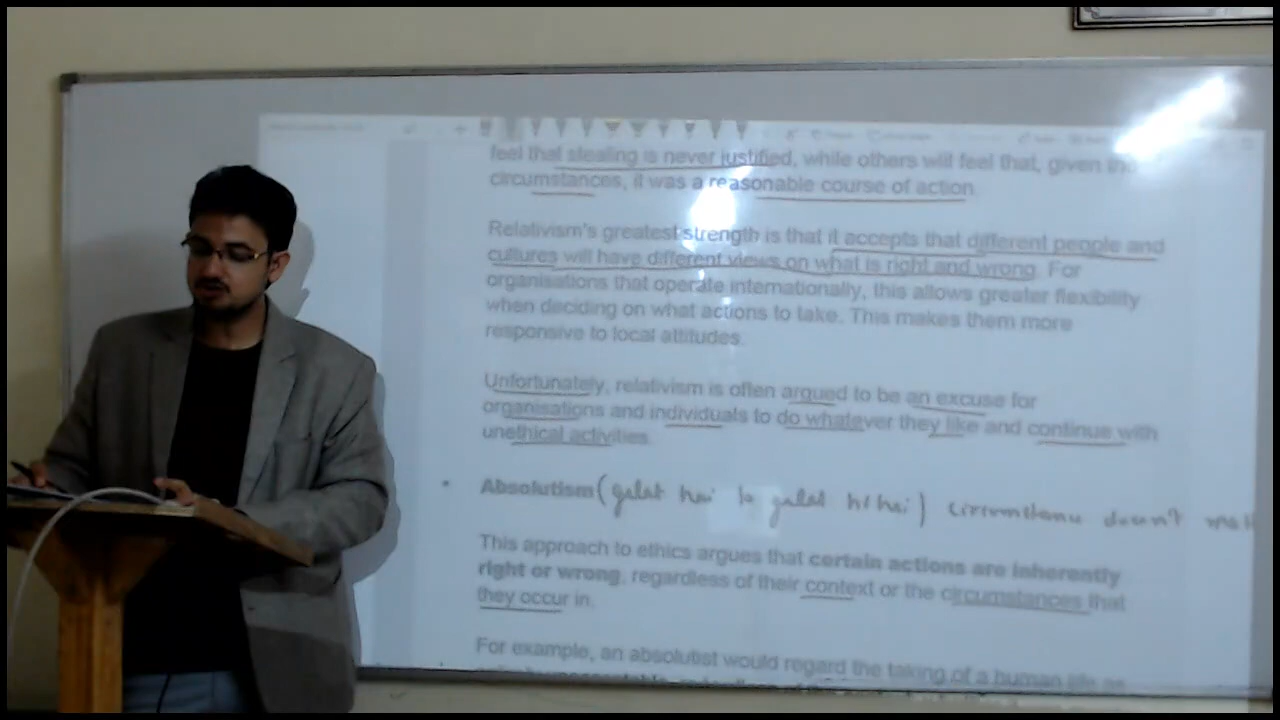 feel that stealing is never justified, while others will feel that, given the
circumstances, it was a reasonable course of action.
Relativism's greatest strength is that it accepts that different people and
cultures will have different views on what is right and wrong. For
organisations that operate internationally, this allows greater flexibility
when deciding on what actions to take. This makes them more
responsive to local attitudes.
Unfortunately, relativism is often argued to be an excuse for
organisations and individuals to do whatever they like and continue with
unethical activities.
• Absolutism (galat hai to galat hi hai) circumstance doesn't
This approach to ethics argues that certain actions are inherently
right or wrong, regardless of their context or the circumstances that
they occur in.
For example, an absolutist would regard the taking of a human life as